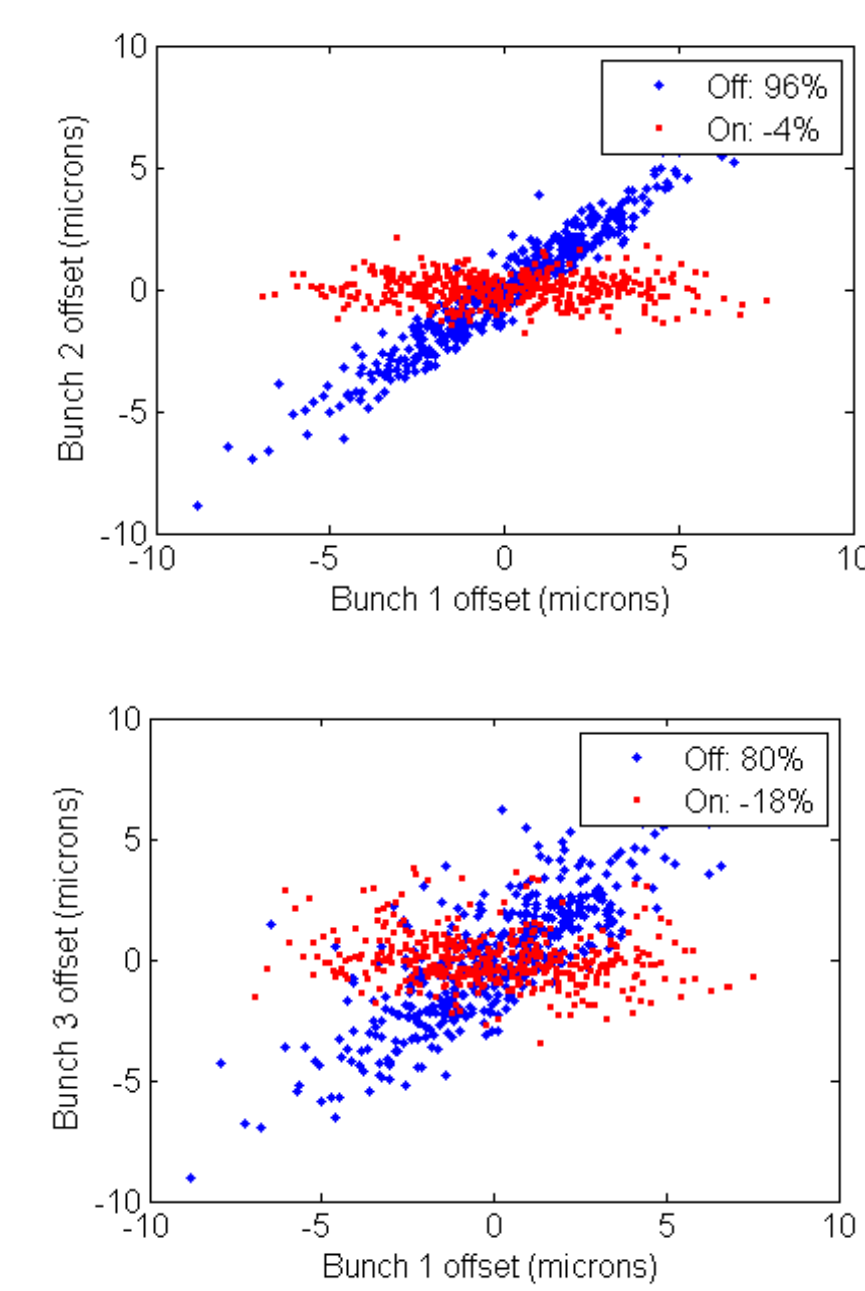 10
5
0
-5
-10
Bunch 2 offset (microns)
Off: 96%
On: -4%
-10 -5 0 5 10
Bunch 1 offset (microns)
10
5
0
-5
-10
Bunch 3 offset (microns)
Off: 80%
On: -18%
-10 -5 0 5 10
Bunch 1 offset (microns)